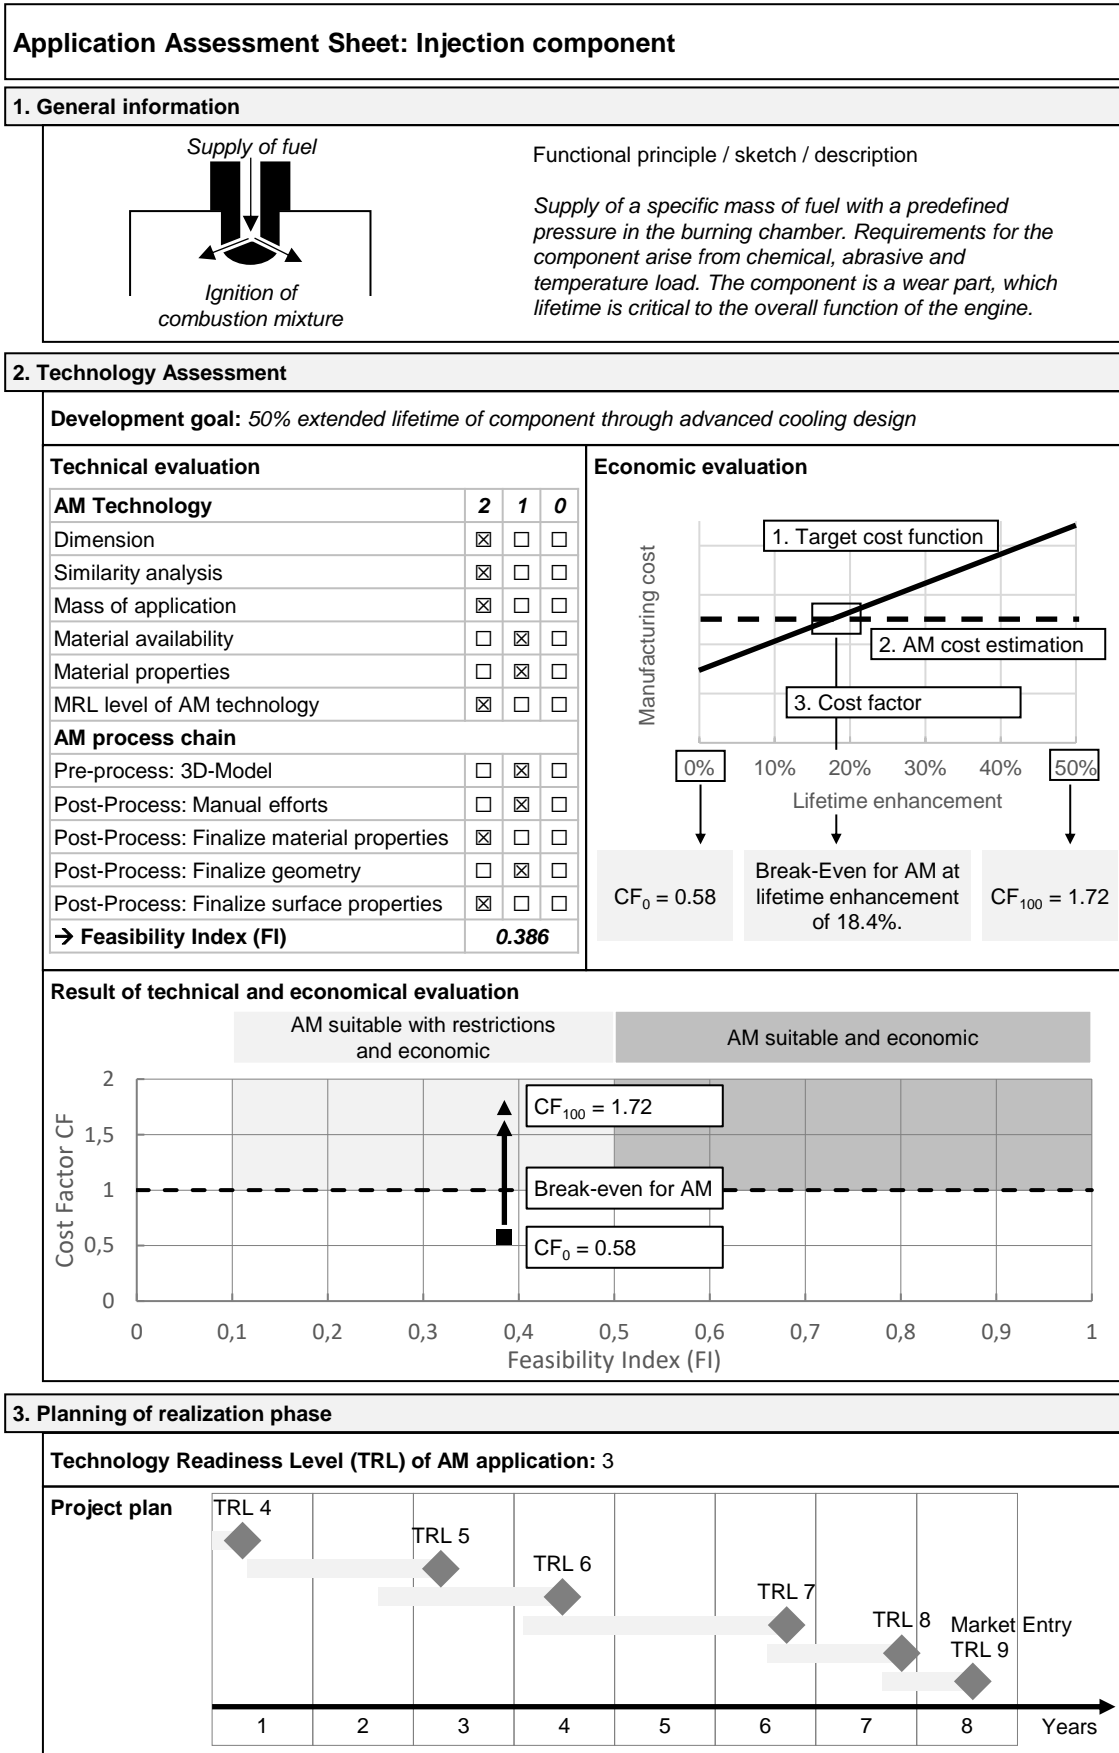 Application Assessment Sheet: Injection component
1. General information
Supply of fuel
Ignition of
combustion mixture
Functional principle / sketch / description
Supply of a specific mass of fuel with a predefined
pressure in the burning chamber. Requirements for the
component arise from chemical, abrasive and
temperature load. The component is a wear part, which
lifetime is critical to the overall function of the engine.
2. Technology Assessment
Development goal: 50% extended lifetime of component through advanced cooling design
Technical evaluation
AM Technology 2 1 0
Dimension ☒ ☐ ☐
Similarity analysis ☒ ☐ ☐
Mass of application ☒ ☐ ☐
Material availability ☐ ☒ ☐
Material properties ☐ ☒ ☐
MRL level of AM technology ☒ ☐ ☐
AM process chain
Pre-process: 3D-Model ☐ ☒ ☐
Post-Process: Manual efforts ☐ ☒ ☐
Post-Process: Finalize material properties ☒ ☐ ☐
Post-Process: Finalize geometry ☐ ☒ ☐
Post-Process: Finalize surface properties ☒ ☐ ☐
→ Feasibility Index (FI) 0.386
Economic evaluation
Manufacturing cost
1. Target cost function
2. AM cost estimation
3. Cost factor
0% 10% 20% 30% 40% 50%
Lifetime enhancement
CF0 = 0.58
Break-Even for AM at
lifetime enhancement
of 18.4%.
CF100 = 1.72
Result of technical and economical evaluation
AM suitable with restrictions
and economic
AM suitable and economic
Cost Factor CF
2
1,5
1
0,5
0
CF100 = 1.72
Break-even for AM
CF0 = 0.58
0 0,1 0,2 0,3 0,4 0,5 0,6 0,7 0,8 0,9 1
Feasibility Index (FI)
3. Planning of realization phase
Technology Readiness Level (TRL) of AM application: 3
Project plan
TRL 4
TRL 5
TRL 6
TRL 7
TRL 8
Market Entry
TRL 9
1 2 3 4 5 6 7 8 Years